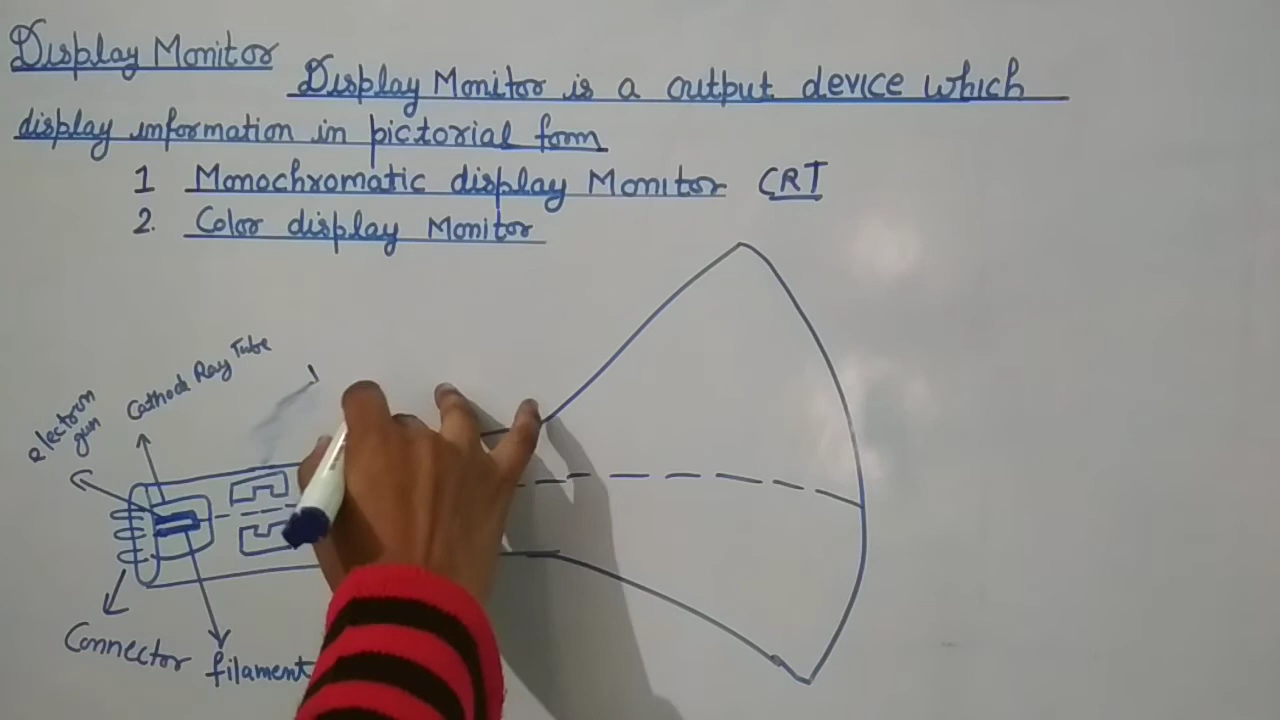 Display Monitor
Display Monitor is a output device which
display information in pictorial form
1 Monochromatic display Monitor CRT
2. Color display Monitor
Cathode Ray Tube
electron
gun
Connector
filament